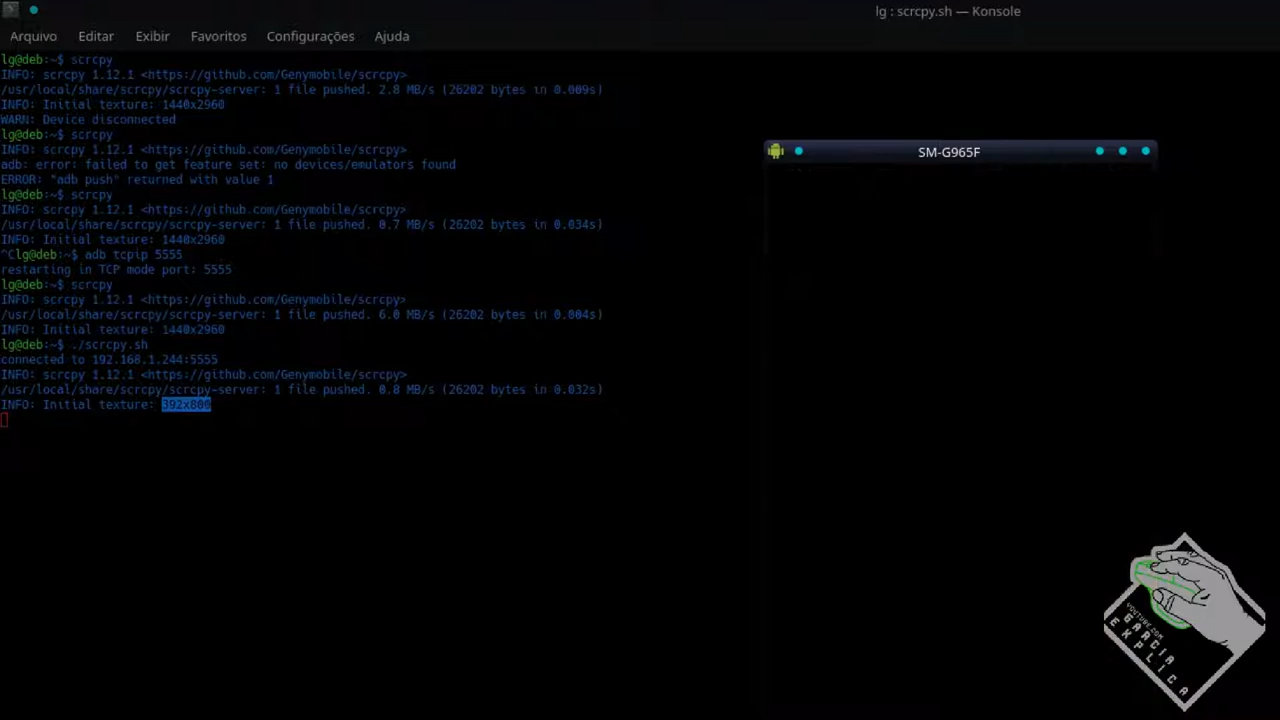 lg : scrcpy.sh — Konsole
Arquivo Editar Exibir Favoritos Configurações Ajuda
lg@deb:~$ scrcpy
INFO: scrcpy 1.12.1 <https://github.com/Genymobile/scrcpy>
/usr/local/share/scrcpy/scrcpy-server: 1 file pushed. 2.8 MB/s (26202 bytes in 0.009s)
INFO: Initial texture: 1440x2960
WARN: Device disconnected
lg@deb:~$ scrcpy
INFO: scrcpy 1.12.1 <https://github.com/Genymobile/scrcpy>
adb: error: failed to get feature set: no devices/emulators found
ERROR: "adb push" returned with value 1
lg@deb:~$ scrcpy
INFO: scrcpy 1.12.1 <https://github.com/Genymobile/scrcpy>
/usr/local/share/scrcpy/scrcpy-server: 1 file pushed. 0.7 MB/s (26202 bytes in 0.034s)
INFO: Initial texture: 1440x2960
^Clg@deb:~$ adb tcpip 5555
restarting in TCP mode port: 5555
lg@deb:~$ scrcpy
INFO: scrcpy 1.12.1 <https://github.com/Genymobile/scrcpy>
/usr/local/share/scrcpy/scrcpy-server: 1 file pushed. 6.0 MB/s (26202 bytes in 0.004s)
INFO: Initial texture: 1440x2960
lg@deb:~$ ./scrcpy.sh
connected to 192.168.1.244:5555
INFO: scrcpy 1.12.1 <https://github.com/Genymobile/scrcpy>
/usr/local/share/scrcpy/scrcpy-server: 1 file pushed. 0.8 MB/s (26202 bytes in 0.032s)
INFO: Initial texture: 392x800
SM-G965F
YOUTUBE.COM
GARCIA
EXPLICA